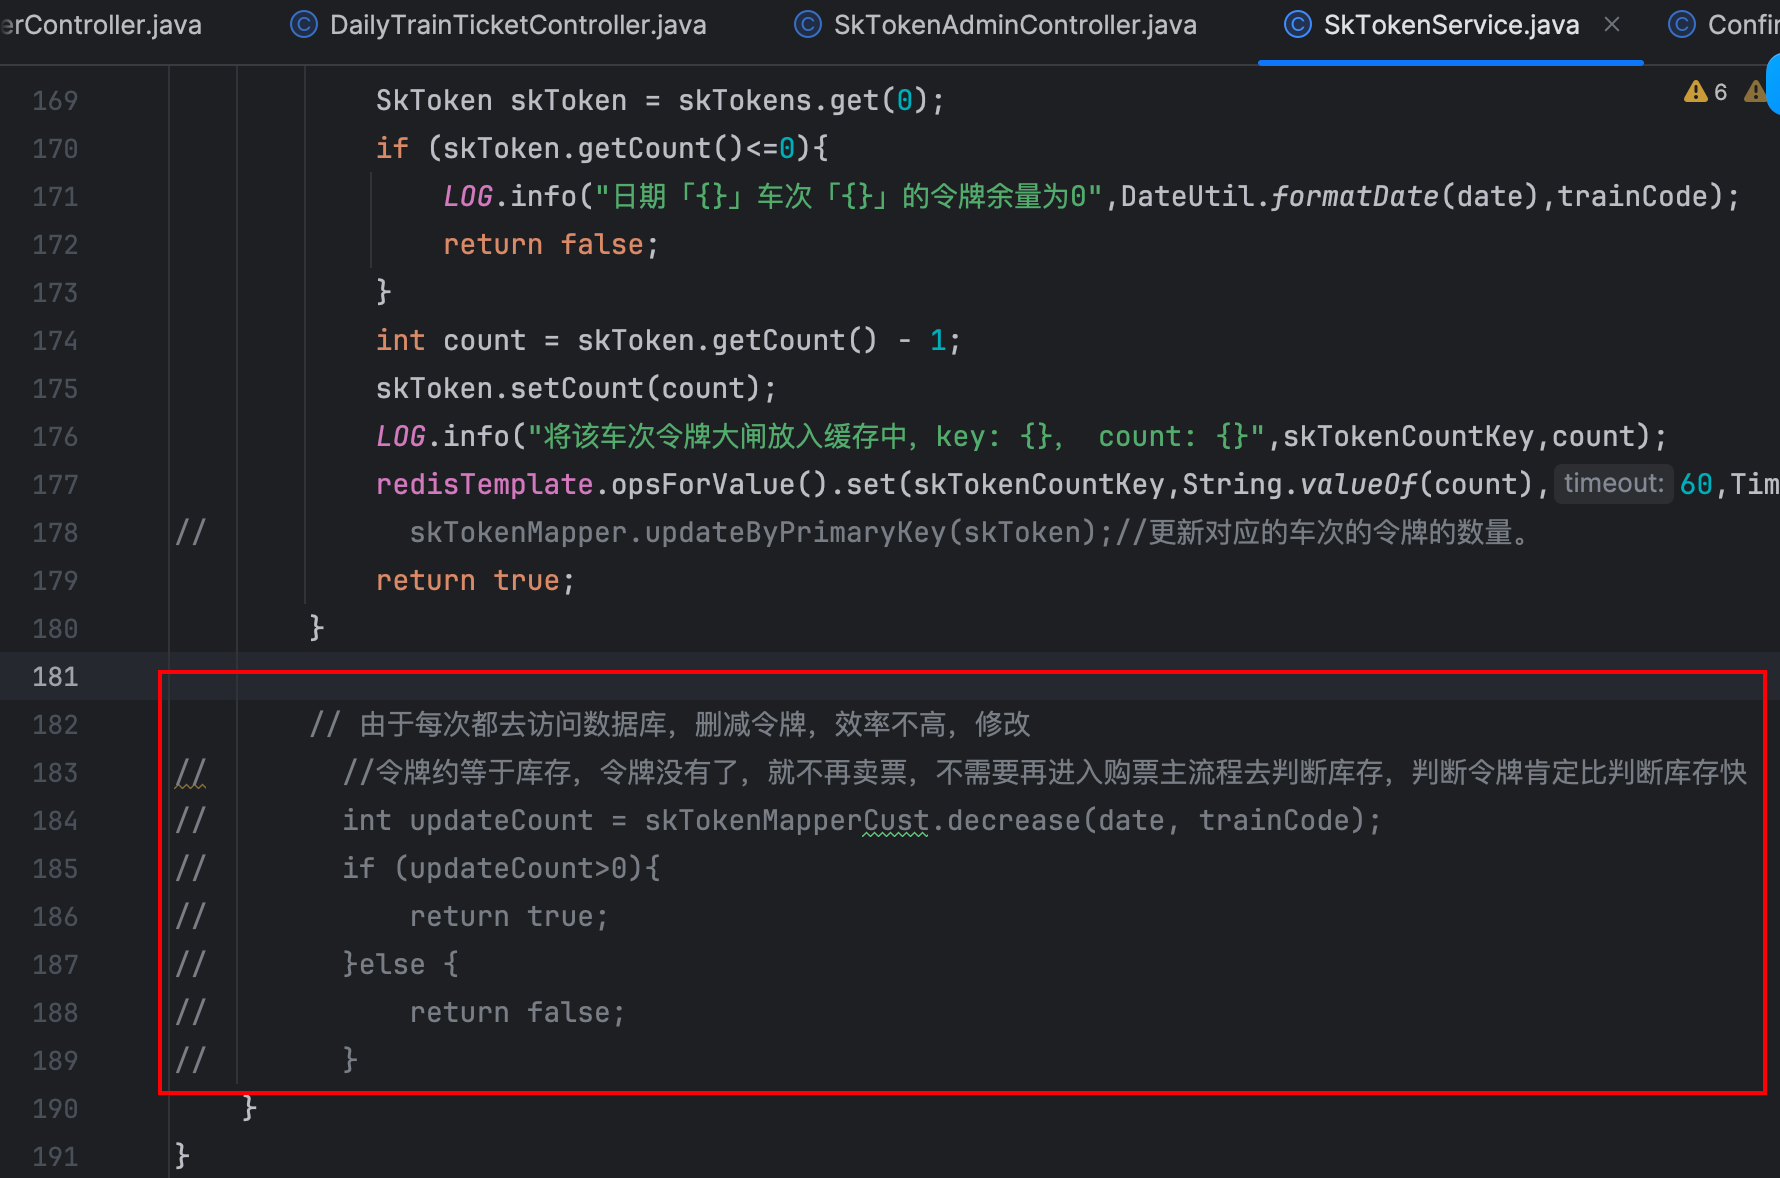 erController.java DailyTrainTicketController.java SkTokenAdminController.java SkTokenService.java Confir
6
169 SkToken skToken = skTokens.get(0);
170 if (skToken.getCount()<=0){
171 LOG.info("日期「{}」车次「{}」的令牌余量为0",DateUtil.formatDate(date),trainCode);
172 return false;
173 }
174 int count = skToken.getCount() - 1;
175 skToken.setCount(count);
176 LOG.info("将该车次令牌大闸放入缓存中，key: {}， count: {}",skTokenCountKey,count);
177 redisTemplate.opsForValue().set(skTokenCountKey,String.valueOf(count), timeout: 60,Tim
178 // skTokenMapper.updateByPrimaryKey(skToken);//更新对应的车次的令牌的数量。
179 return true;
180 }
181
182 // 由于每次都去访问数据库，删减令牌，效率不高，修改
183 // //令牌约等于库存，令牌没有了，就不再卖票，不需要再进入购票主流程去判断库存，判断令牌肯定比判断库存快
184 // int updateCount = skTokenMapperCust.decrease(date, trainCode);
185 // if (updateCount>0){
186 // return true;
187 // }else {
188 // return false;
189 // }
190 }
191 }